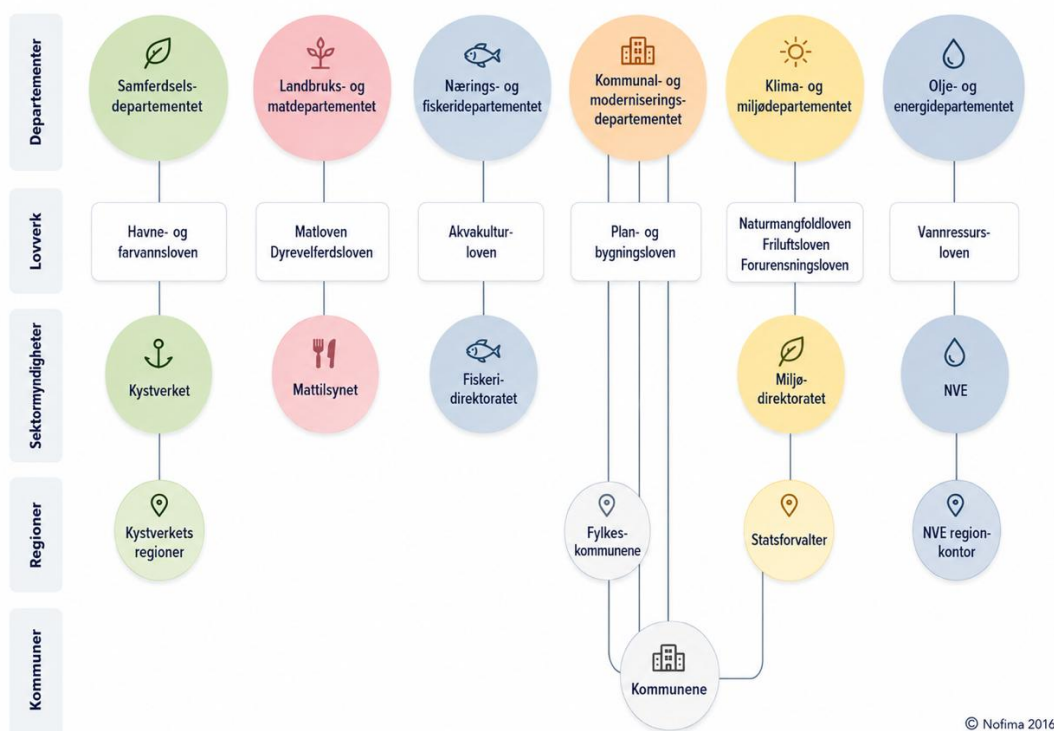 Departementer
Samferdsels-
departementet
Landbruks- og
matdepartementet
Nærings- og
fiskeridepartementet
Kommunal- og
moderniserings-
departementet
Klima- og
miljødepartementet
Olje- og
energidepartementet
Lovverk
Havne- og
farvannsloven
Matloven
Dyrevelferdsloven
Akvakultur-
loven
Plan- og
bygningsloven
Naturmangfoldloven
Friluftsloven
Forurensningsloven
Vannressurs-
loven
Sektormyndigheter
Kystverket
Mattilsynet
Fiskeri-
direktoratet
Miljø-
direktoratet
NVE
Regioner
Kystverkets
regioner
Fylkes-
kommunene
Statsforvalter
NVE region-
kontor
Kommuner
Kommunene
© Nofima 2016